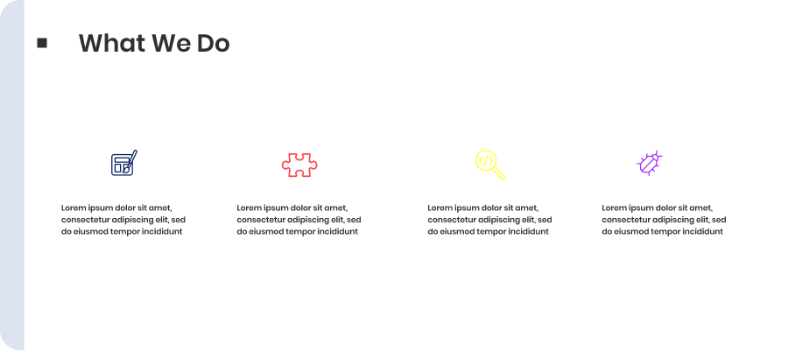 What We Do
Lorem ipsum dolor sit amet,
consectetur adipiscing elit, sed
do eiusmod tempor incididunt
Lorem ipsum dolor sit amet,
consectetur adipiscing elit, sed
do eiusmod tempor incididunt
Lorem ipsum dolor sit amet,
consectetur adipiscing elit, sed
do eiusmod tempor incididunt
Lorem ipsum dolor sit amet,
consectetur adipiscing elit, sed
do eiusmod tempor incididunt